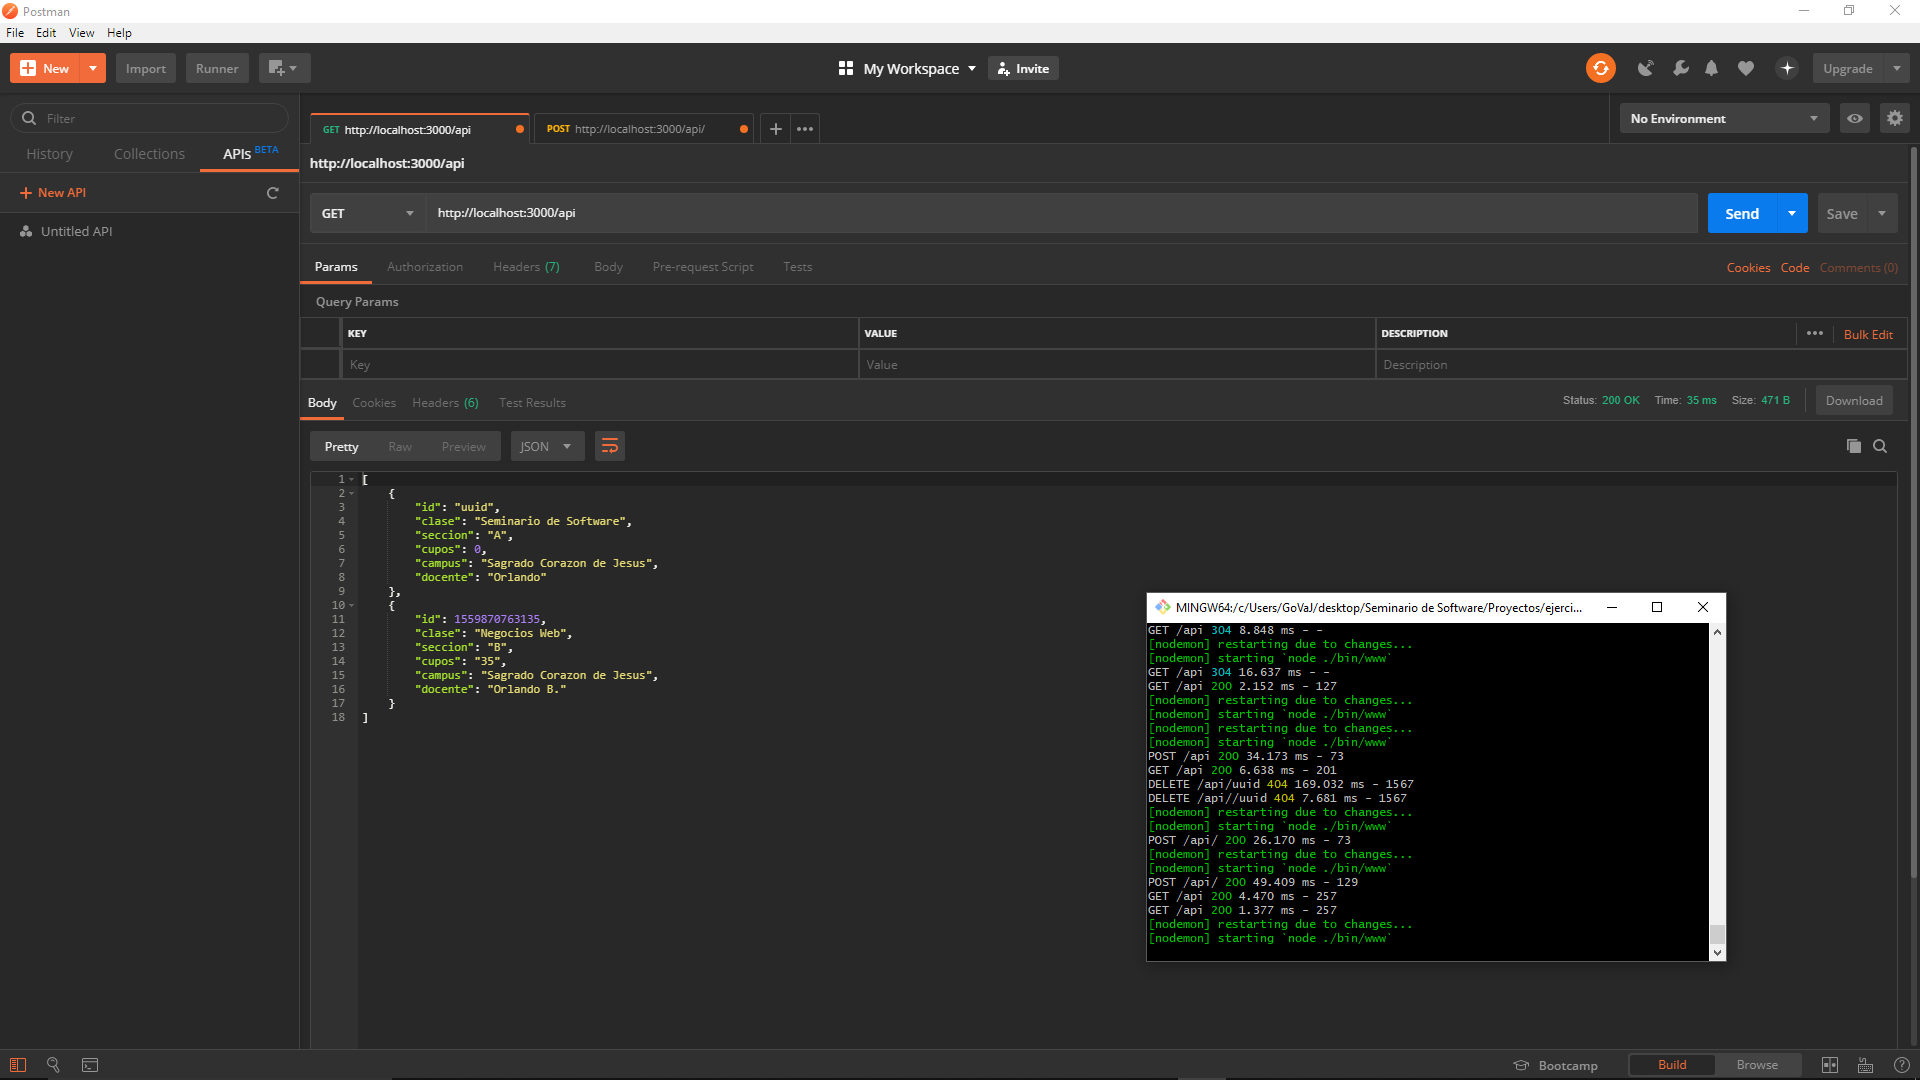 Postman
File Edit View Help
New Import Runner My Workspace Invite Upgrade
Filter
History Collections APIs BETA
New API
Untitled API
GET http://localhost:3000/api POST http://localhost:3000/api/ No Environment
http://localhost:3000/api
GET http://localhost:3000/api Send Save
Params Authorization Headers (7) Body Pre-request Script Tests Cookies Code Comments (0)
Query Params
KEY VALUE DESCRIPTION Bulk Edit
Key Value Description
Body Cookies Headers (6) Test Results Status: 200 OK Time: 35 ms Size: 471 B Download
Pretty Raw Preview JSON
1 [
2 {
3 "id": "uuid",
4 "clase": "Seminario de Software",
5 "seccion": "A",
6 "cupos": 0,
7 "campus": "Sagrado Corazon de Jesus",
8 "docente": "Orlando"
9 },
10 {
11 "id": 1559870763135,
12 "clase": "Negocios Web",
13 "seccion": "B",
14 "cupos": "35",
15 "campus": "Sagrado Corazon de Jesus",
16 "docente": "Orlando B."
17 }
18 ]
MINGW64:/c/Users/GoVaJ/desktop/Seminario de Software/Proyectos/ejerci...
GET /api 304 8.848 ms - -
[nodemon] restarting due to changes...
[nodemon] starting `node ./bin/www`
GET /api 304 16.637 ms - -
GET /api 200 2.152 ms - 127
[nodemon] restarting due to changes...
[nodemon] starting `node ./bin/www`
[nodemon] restarting due to changes...
[nodemon] starting `node ./bin/www`
POST /api 200 34.173 ms - 73
GET /api 200 6.638 ms - 201
DELETE /api/uuid 404 169.032 ms - 1567
DELETE /api//uuid 404 7.681 ms - 1567
[nodemon] restarting due to changes...
[nodemon] starting `node ./bin/www`
POST /api/ 200 26.170 ms - 73
[nodemon] restarting due to changes...
[nodemon] starting `node ./bin/www`
POST /api/ 200 49.409 ms - 129
GET /api 200 4.470 ms - 257
GET /api 200 1.377 ms - 257
[nodemon] restarting due to changes...
[nodemon] starting `node ./bin/www`
Bootcamp Build Browse